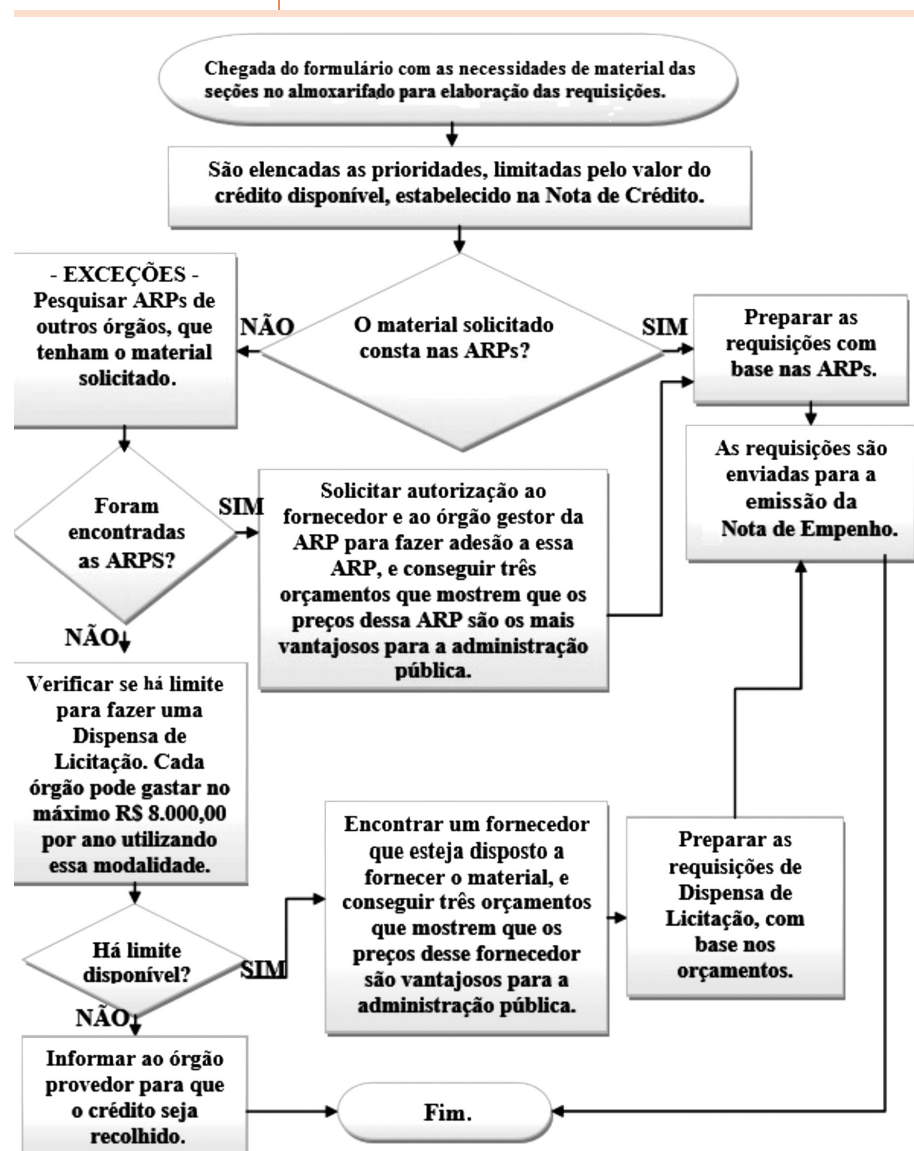 Chegada do formulário com as necessidades de material das
seções no almoxarifado para elaboração das requisições.
São elencadas as prioridades, limitadas pelo valor do
crédito disponível, estabelecido na Nota de Crédito.
- EXCEÇÕES -
Pesquisar ARPs de
outros órgãos, que
tenham o material
solicitado.
NÃO
O material solicitado
consta nas ARPs?
SIM
Preparar as
requisições com
base nas ARPs.
As requisições são
enviadas para a
emissão da
Nota de Empenho.
Foram
encontradas
as ARPS?
SIM
Solicitar autorização ao
fornecedor e ao órgão gestor da
ARP para fazer adesão a essa
ARP, e conseguir três
orçamentos que mostrem que os
preços dessa ARP são os mais
vantajosos para a administração
pública.
NÃO
Verificar se há limite
para fazer uma
Dispensa de
Licitação. Cada
órgão pode gastar no
máximo R$ 8.000,00
por ano utilizando
essa modalidade.
Há limite
disponível?
SIM
Encontrar um fornecedor
que esteja disposto a
fornecer o material, e
conseguir três orçamentos
que mostrem que os
preços desse fornecedor
são vantajosos para a
administração pública.
Preparar as
requisições de
Dispensa de
Licitação, com
base nos
orçamentos.
NÃO
Informar ao órgão
provedor para que
o crédito seja
recolhido.
Fim.